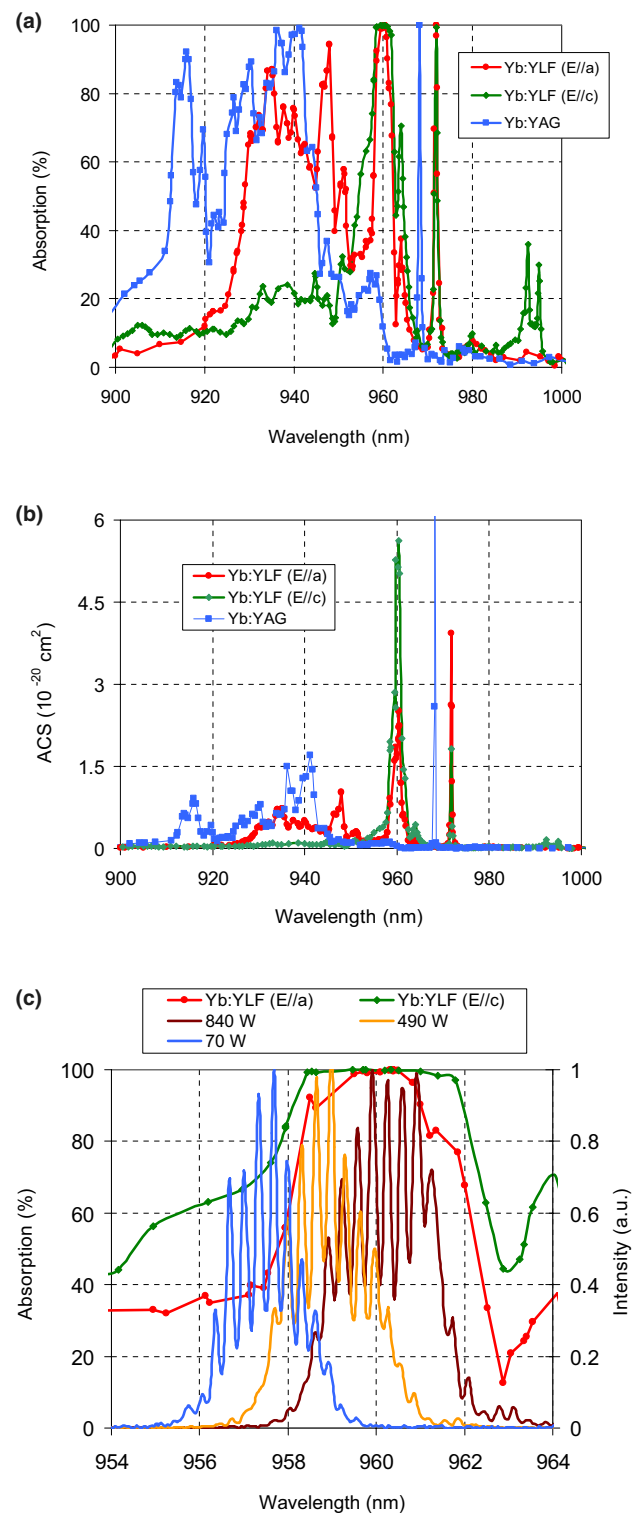 (a)
100
80
60
40
20
0
Absorption (%)
Yb:YLF (E//a)
Yb:YLF (E//c)
Yb:YAG
900 920 940 960 980 1000
Wavelength (nm)
(b)
6
4.5
3
1.5
0
ACS (10⁻²⁰ cm²)
Yb:YLF (E//a)
Yb:YLF (E//c)
Yb:YAG
900 920 940 960 980 1000
Wavelength (nm)
(c)
Yb:YLF (E//a) Yb:YLF (E//c)
840 W 490 W
70 W
100
80
60
40
20
0
Absorption (%)
1
0.8
0.6
0.4
0.2
0
Intensity (a.u.)
954 956 958 960 962 964
Wavelength (nm)